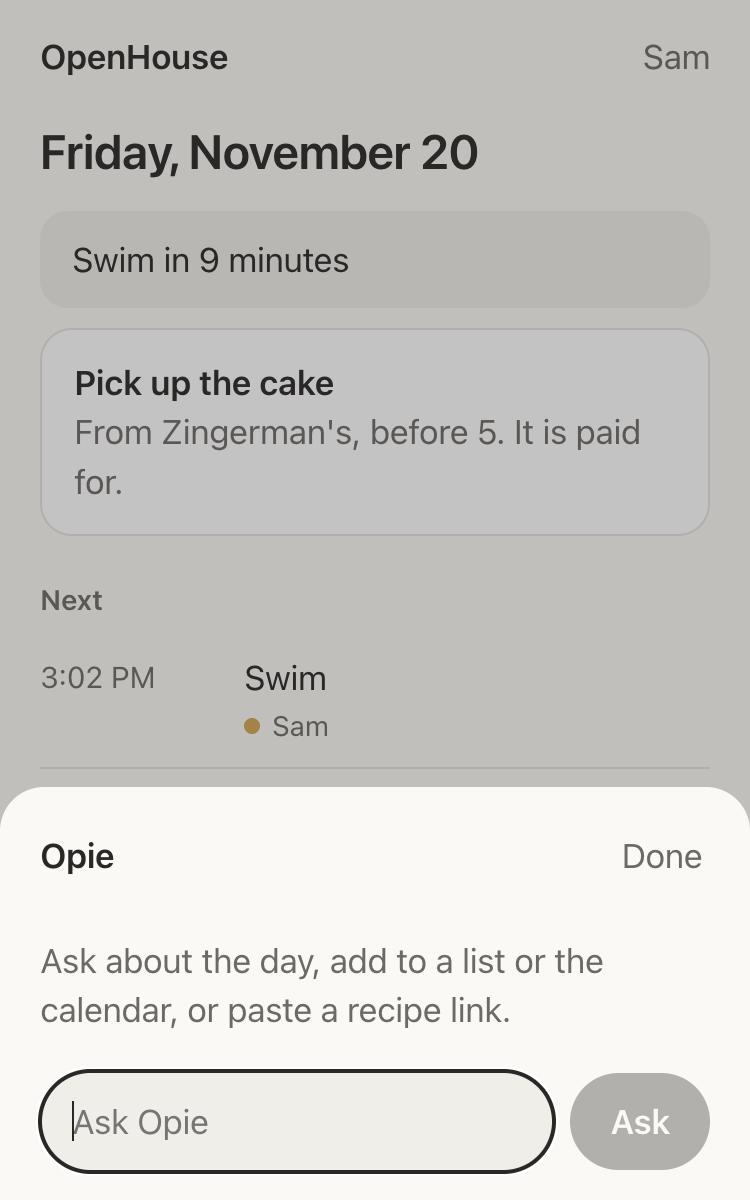 OpenHouse
Sam
Friday, November 20
Swim in 9 minutes
Pick up the cake
From Zingerman's, before 5. It is paid
for.
Next
3:02 PM
Swim
Sam
Opie
Done
Ask about the day, add to a list or the
calendar, or paste a recipe link.
Ask Opie
Ask